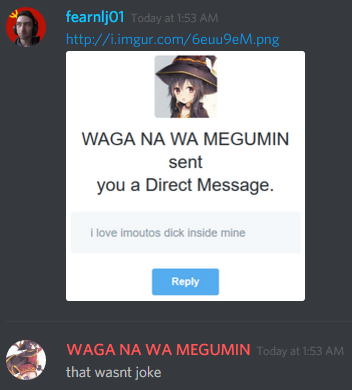 fearnlj01 Today at 1:53 AM
http://i.imgur.com/6euu9eM.png
WAGA NA WA MEGUMIN
sent
you a Direct Message.
i love imoutos dick inside mine
Reply
WAGA NA WA MEGUMIN Today at 1:53 AM
that wasnt joke